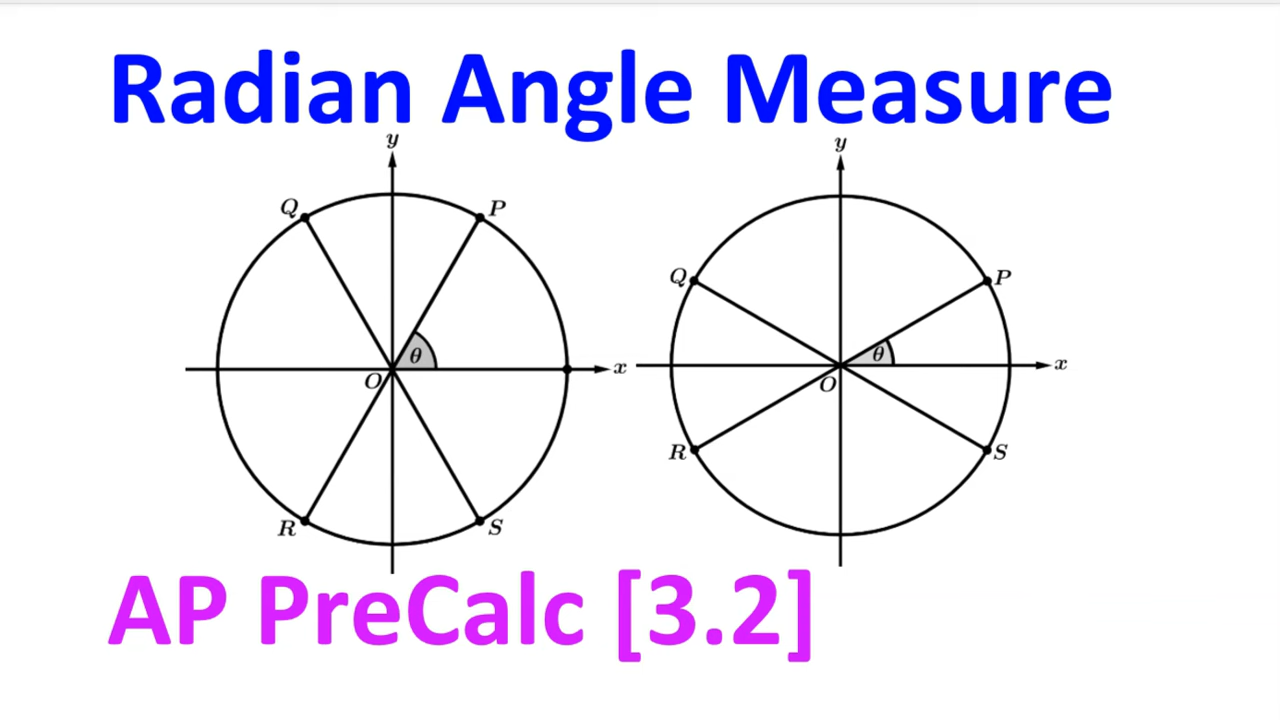 Radian Angle Measure
y
y
Q
P
Q
P
θ
θ
O
x
O
x
R
S
R
S
AP PreCalc [3.2]